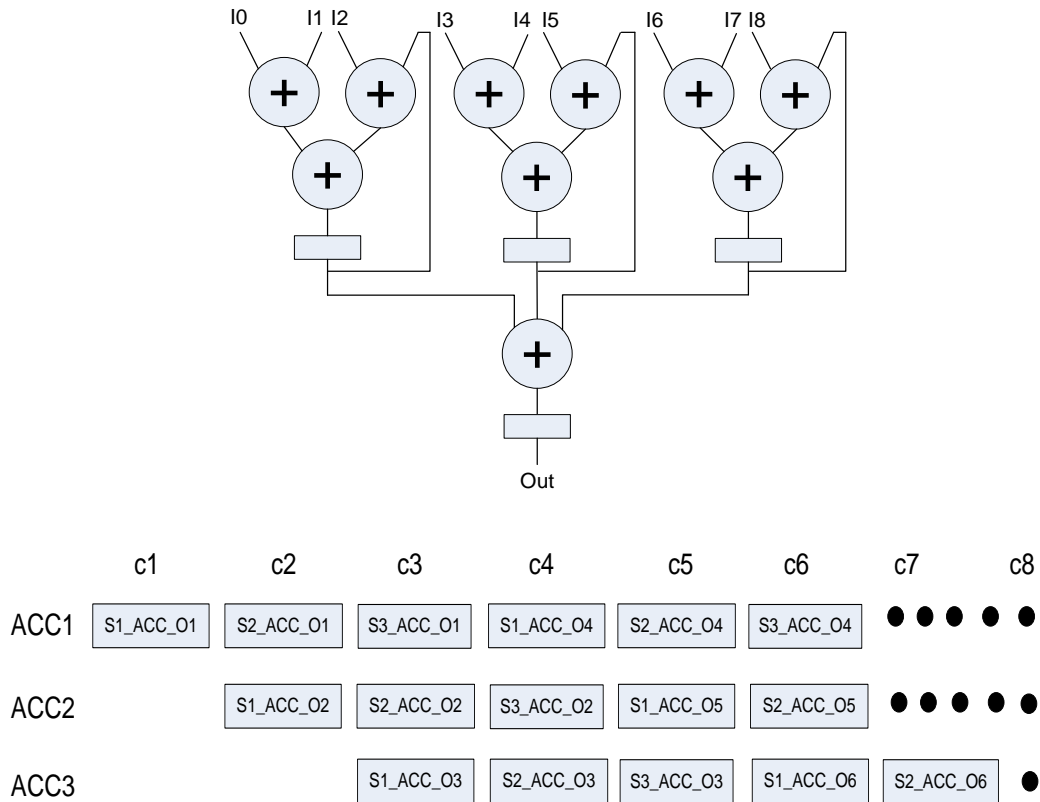 I0 I1 I2 I3 I4 I5 I6 I7 I8
+ + + + + +
+ + +
+
Out
c1 c2 c3 c4 c5 c6 c7 c8
ACC1 S1_ACC_O1 S2_ACC_O1 S3_ACC_O1 S1_ACC_O4 S2_ACC_O4 S3_ACC_O4
ACC2 S1_ACC_O2 S2_ACC_O2 S3_ACC_O2 S1_ACC_O5 S2_ACC_O5
ACC3 S1_ACC_O3 S2_ACC_O3 S3_ACC_O3 S1_ACC_O6 S2_ACC_O6